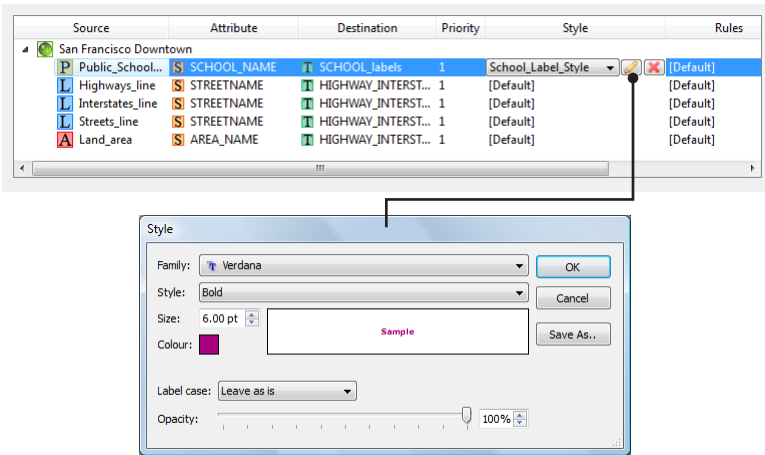 Source Attribute Destination Priority Style Rules
San Francisco Downtown
P Public_School... S SCHOOL_NAME T SCHOOL_labels 1 School_Label_Style [Default]
L Highways_line S STREETNAME T HIGHWAY_INTERST... 1 [Default] [Default]
L Interstates_line S STREETNAME T HIGHWAY_INTERST... 1 [Default] [Default]
L Streets_line S STREETNAME T HIGHWAY_INTERST... 1 [Default] [Default]
A Land_area S AREA_NAME T HIGHWAY_INTERST... 1 [Default] [Default]
Style
Family: Verdana OK
Style: Bold Cancel
Size: 6.00 pt Sample Save As..
Colour:
Label case: Leave as is
Opacity: 100%